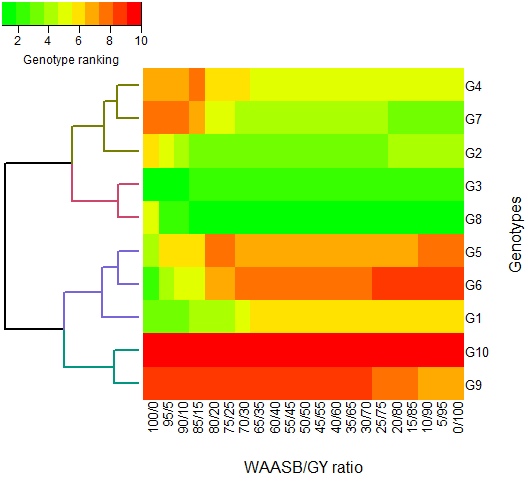 2 4 6 8 10
Genotype ranking
G4
G7
G2
G3
G8
G5
G6
G1
G10
G9
Genotypes
100/0 95/5 90/10 85/15 80/20 75/25 70/30 65/35 60/40 55/45 50/50 45/55 40/60 35/65 30/70 25/75 20/80 15/85 10/90 5/95 0/100
WAASB/GY ratio